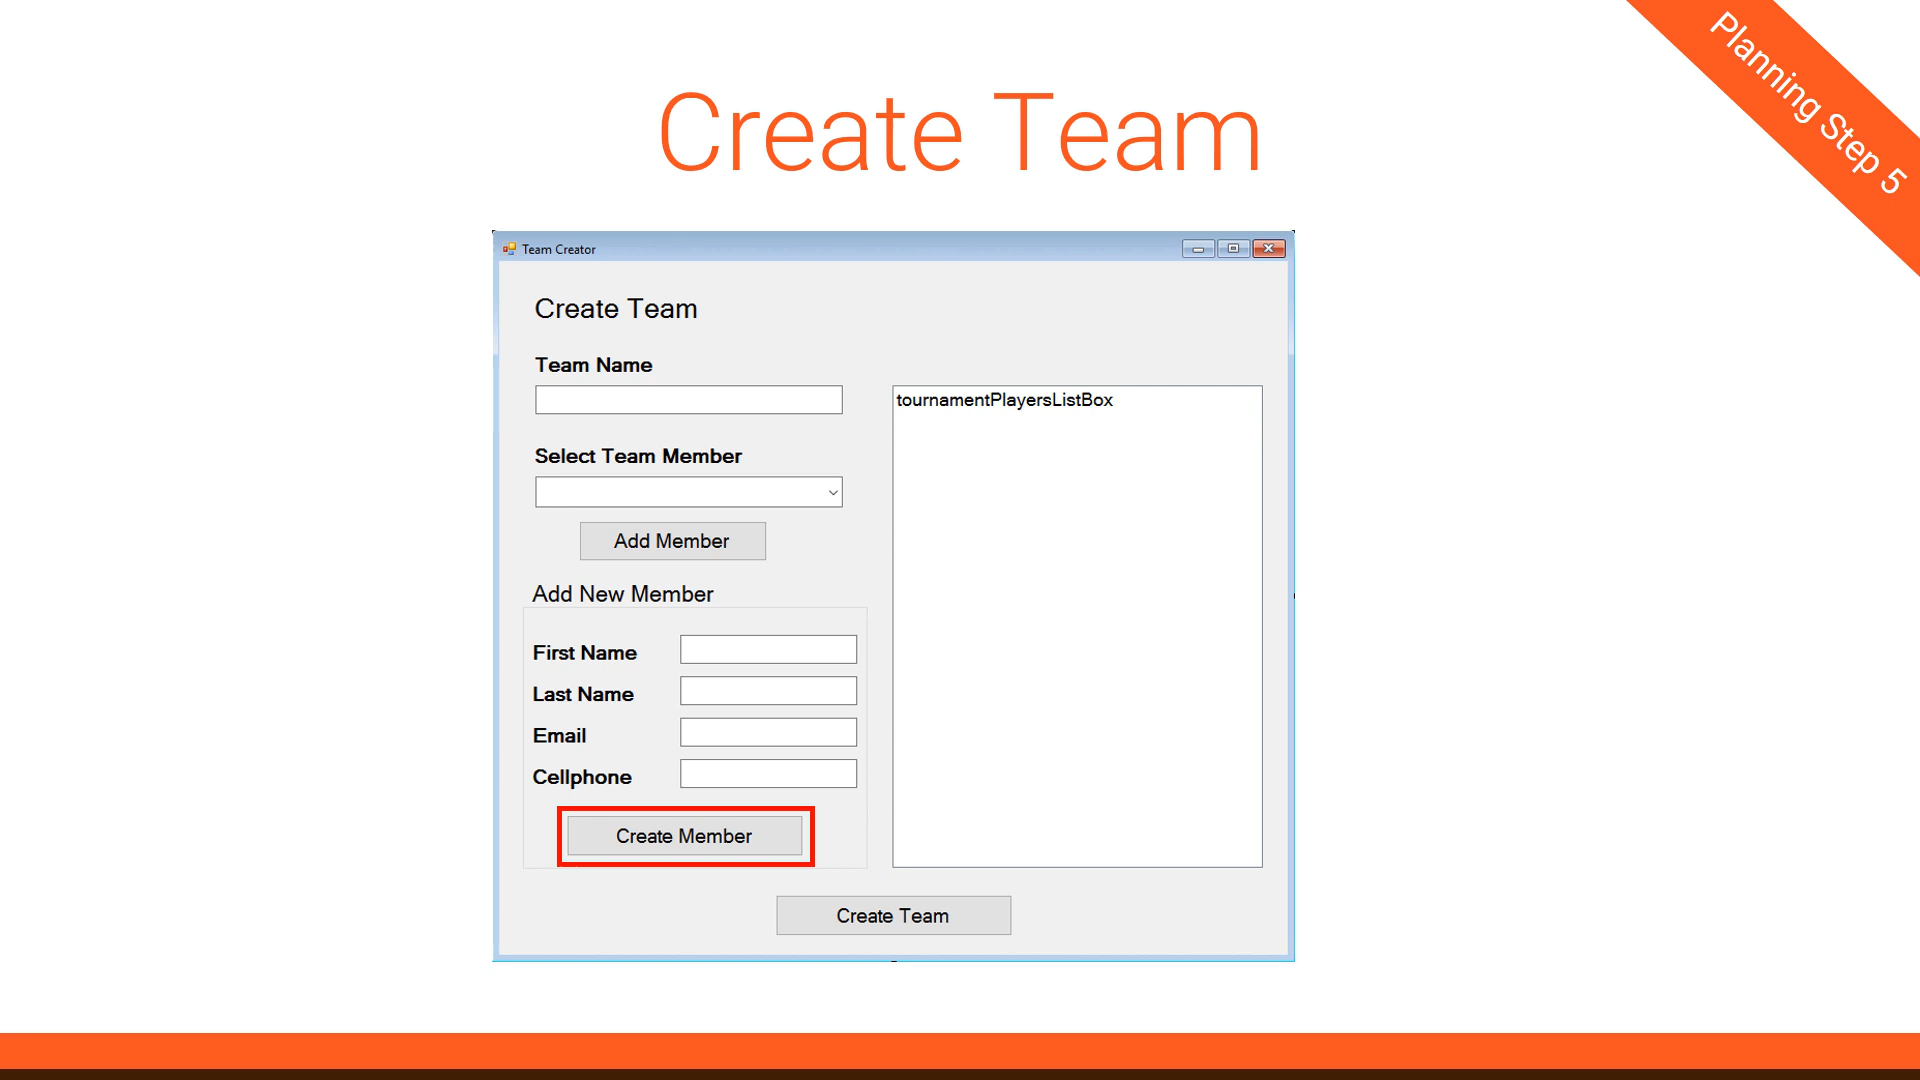 Planning Step 5
Create Team
Team Creator
Create Team
Team Name
tournamentPlayersListBox
Select Team Member
Add Member
Add New Member
First Name
Last Name
Email
Cellphone
Create Member
Create Team